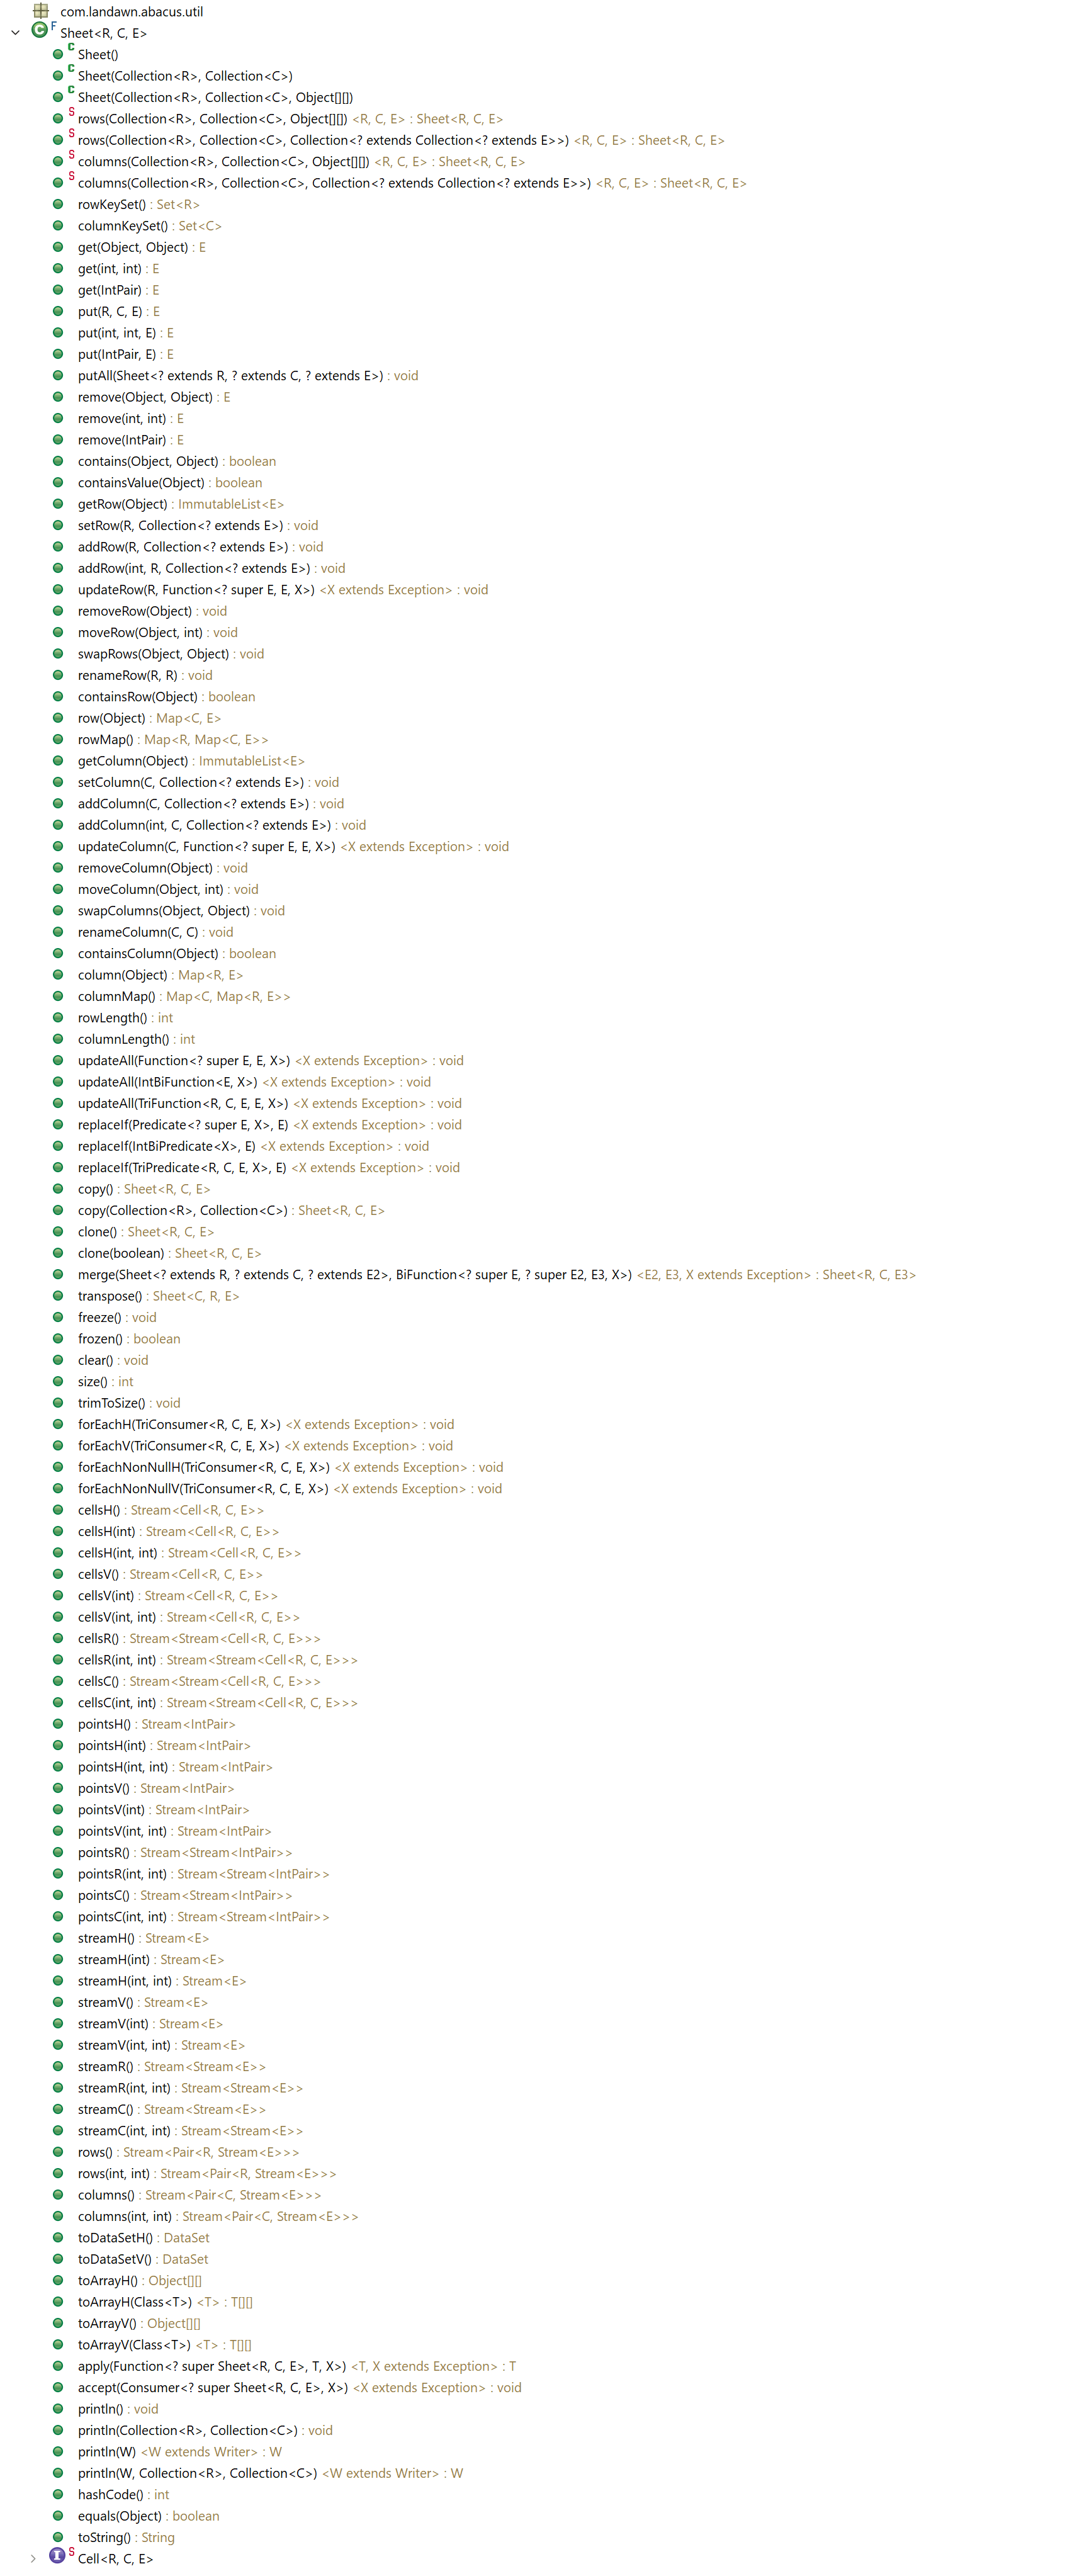 com.landawn.abacus.util
F
Sheet<R, C, E>
C Sheet()
C Sheet(Collection<R>, Collection<C>)
C Sheet(Collection<R>, Collection<C>, Object[][])
S rows(Collection<R>, Collection<C>, Object[][]) <R, C, E> : Sheet<R, C, E>
S rows(Collection<R>, Collection<C>, Collection<? extends Collection<? extends E>>) <R, C, E> : Sheet<R, C, E>
S columns(Collection<R>, Collection<C>, Object[][]) <R, C, E> : Sheet<R, C, E>
S columns(Collection<R>, Collection<C>, Collection<? extends Collection<? extends E>>) <R, C, E> : Sheet<R, C, E>
rowKeySet() : Set<R>
columnKeySet() : Set<C>
get(Object, Object) : E
get(int, int) : E
get(IntPair) : E
put(R, C, E) : E
put(int, int, E) : E
put(IntPair, E) : E
putAll(Sheet<? extends R, ? extends C, ? extends E>) : void
remove(Object, Object) : E
remove(int, int) : E
remove(IntPair) : E
contains(Object, Object) : boolean
containsValue(Object) : boolean
getRow(Object) : ImmutableList<E>
setRow(R, Collection<? extends E>) : void
addRow(R, Collection<? extends E>) : void
addRow(int, R, Collection<? extends E>) : void
updateRow(R, Function<? super E, E, X>) <X extends Exception> : void
removeRow(Object) : void
moveRow(Object, int) : void
swapRows(Object, Object) : void
renameRow(R, R) : void
containsRow(Object) : boolean
row(Object) : Map<C, E>
rowMap() : Map<R, Map<C, E>>
getColumn(Object) : ImmutableList<E>
setColumn(C, Collection<? extends E>) : void
addColumn(C, Collection<? extends E>) : void
addColumn(int, C, Collection<? extends E>) : void
updateColumn(C, Function<? super E, E, X>) <X extends Exception> : void
removeColumn(Object) : void
moveColumn(Object, int) : void
swapColumns(Object, Object) : void
renameColumn(C, C) : void
containsColumn(Object) : boolean
column(Object) : Map<R, E>
columnMap() : Map<C, Map<R, E>>
rowLength() : int
columnLength() : int
updateAll(Function<? super E, E, X>) <X extends Exception> : void
updateAll(IntBiFunction<E, X>) <X extends Exception> : void
updateAll(TriFunction<R, C, E, E, X>) <X extends Exception> : void
replaceIf(Predicate<? super E, X>, E) <X extends Exception> : void
replaceIf(IntBiPredicate<X>, E) <X extends Exception> : void
replaceIf(TriPredicate<R, C, E, X>, E) <X extends Exception> : void
copy() : Sheet<R, C, E>
copy(Collection<R>, Collection<C>) : Sheet<R, C, E>
clone() : Sheet<R, C, E>
clone(boolean) : Sheet<R, C, E>
merge(Sheet<? extends R, ? extends C, ? extends E2>, BiFunction<? super E, ? super E2, E3, X>) <E2, E3, X extends Exception> : Sheet<R, C, E3>
transpose() : Sheet<C, R, E>
freeze() : void
frozen() : boolean
clear() : void
size() : int
trimToSize() : void
forEachH(TriConsumer<R, C, E, X>) <X extends Exception> : void
forEachV(TriConsumer<R, C, E, X>) <X extends Exception> : void
forEachNonNullH(TriConsumer<R, C, E, X>) <X extends Exception> : void
forEachNonNullV(TriConsumer<R, C, E, X>) <X extends Exception> : void
cellsH() : Stream<Cell<R, C, E>>
cellsH(int) : Stream<Cell<R, C, E>>
cellsH(int, int) : Stream<Cell<R, C, E>>
cellsV() : Stream<Cell<R, C, E>>
cellsV(int) : Stream<Cell<R, C, E>>
cellsV(int, int) : Stream<Cell<R, C, E>>
cellsR() : Stream<Stream<Cell<R, C, E>>>
cellsR(int, int) : Stream<Stream<Cell<R, C, E>>>
cellsC() : Stream<Stream<Cell<R, C, E>>>
cellsC(int, int) : Stream<Stream<Cell<R, C, E>>>
pointsH() : Stream<IntPair>
pointsH(int) : Stream<IntPair>
pointsH(int, int) : Stream<IntPair>
pointsV() : Stream<IntPair>
pointsV(int) : Stream<IntPair>
pointsV(int, int) : Stream<IntPair>
pointsR() : Stream<Stream<IntPair>>
pointsR(int, int) : Stream<Stream<IntPair>>
pointsC() : Stream<Stream<IntPair>>
pointsC(int, int) : Stream<Stream<IntPair>>
streamH() : Stream<E>
streamH(int) : Stream<E>
streamH(int, int) : Stream<E>
streamV() : Stream<E>
streamV(int) : Stream<E>
streamV(int, int) : Stream<E>
streamR() : Stream<Stream<E>>
streamR(int, int) : Stream<Stream<E>>
streamC() : Stream<Stream<E>>
streamC(int, int) : Stream<Stream<E>>
rows() : Stream<Pair<R, Stream<E>>>
rows(int, int) : Stream<Pair<R, Stream<E>>>
columns() : Stream<Pair<C, Stream<E>>>
columns(int, int) : Stream<Pair<C, Stream<E>>>
toDataSetH() : DataSet
toDataSetV() : DataSet
toArrayH() : Object[][]
toArrayH(Class<T>) <T> : T[][]
toArrayV() : Object[][]
toArrayV(Class<T>) <T> : T[][]
apply(Function<? super Sheet<R, C, E>, T, X>) <T, X extends Exception> : T
accept(Consumer<? super Sheet<R, C, E>, X>) <X extends Exception> : void
println() : void
println(Collection<R>, Collection<C>) : void
println(W) <W extends Writer> : W
println(W, Collection<R>, Collection<C>) <W extends Writer> : W
hashCode() : int
equals(Object) : boolean
toString() : String
S Cell<R, C, E>